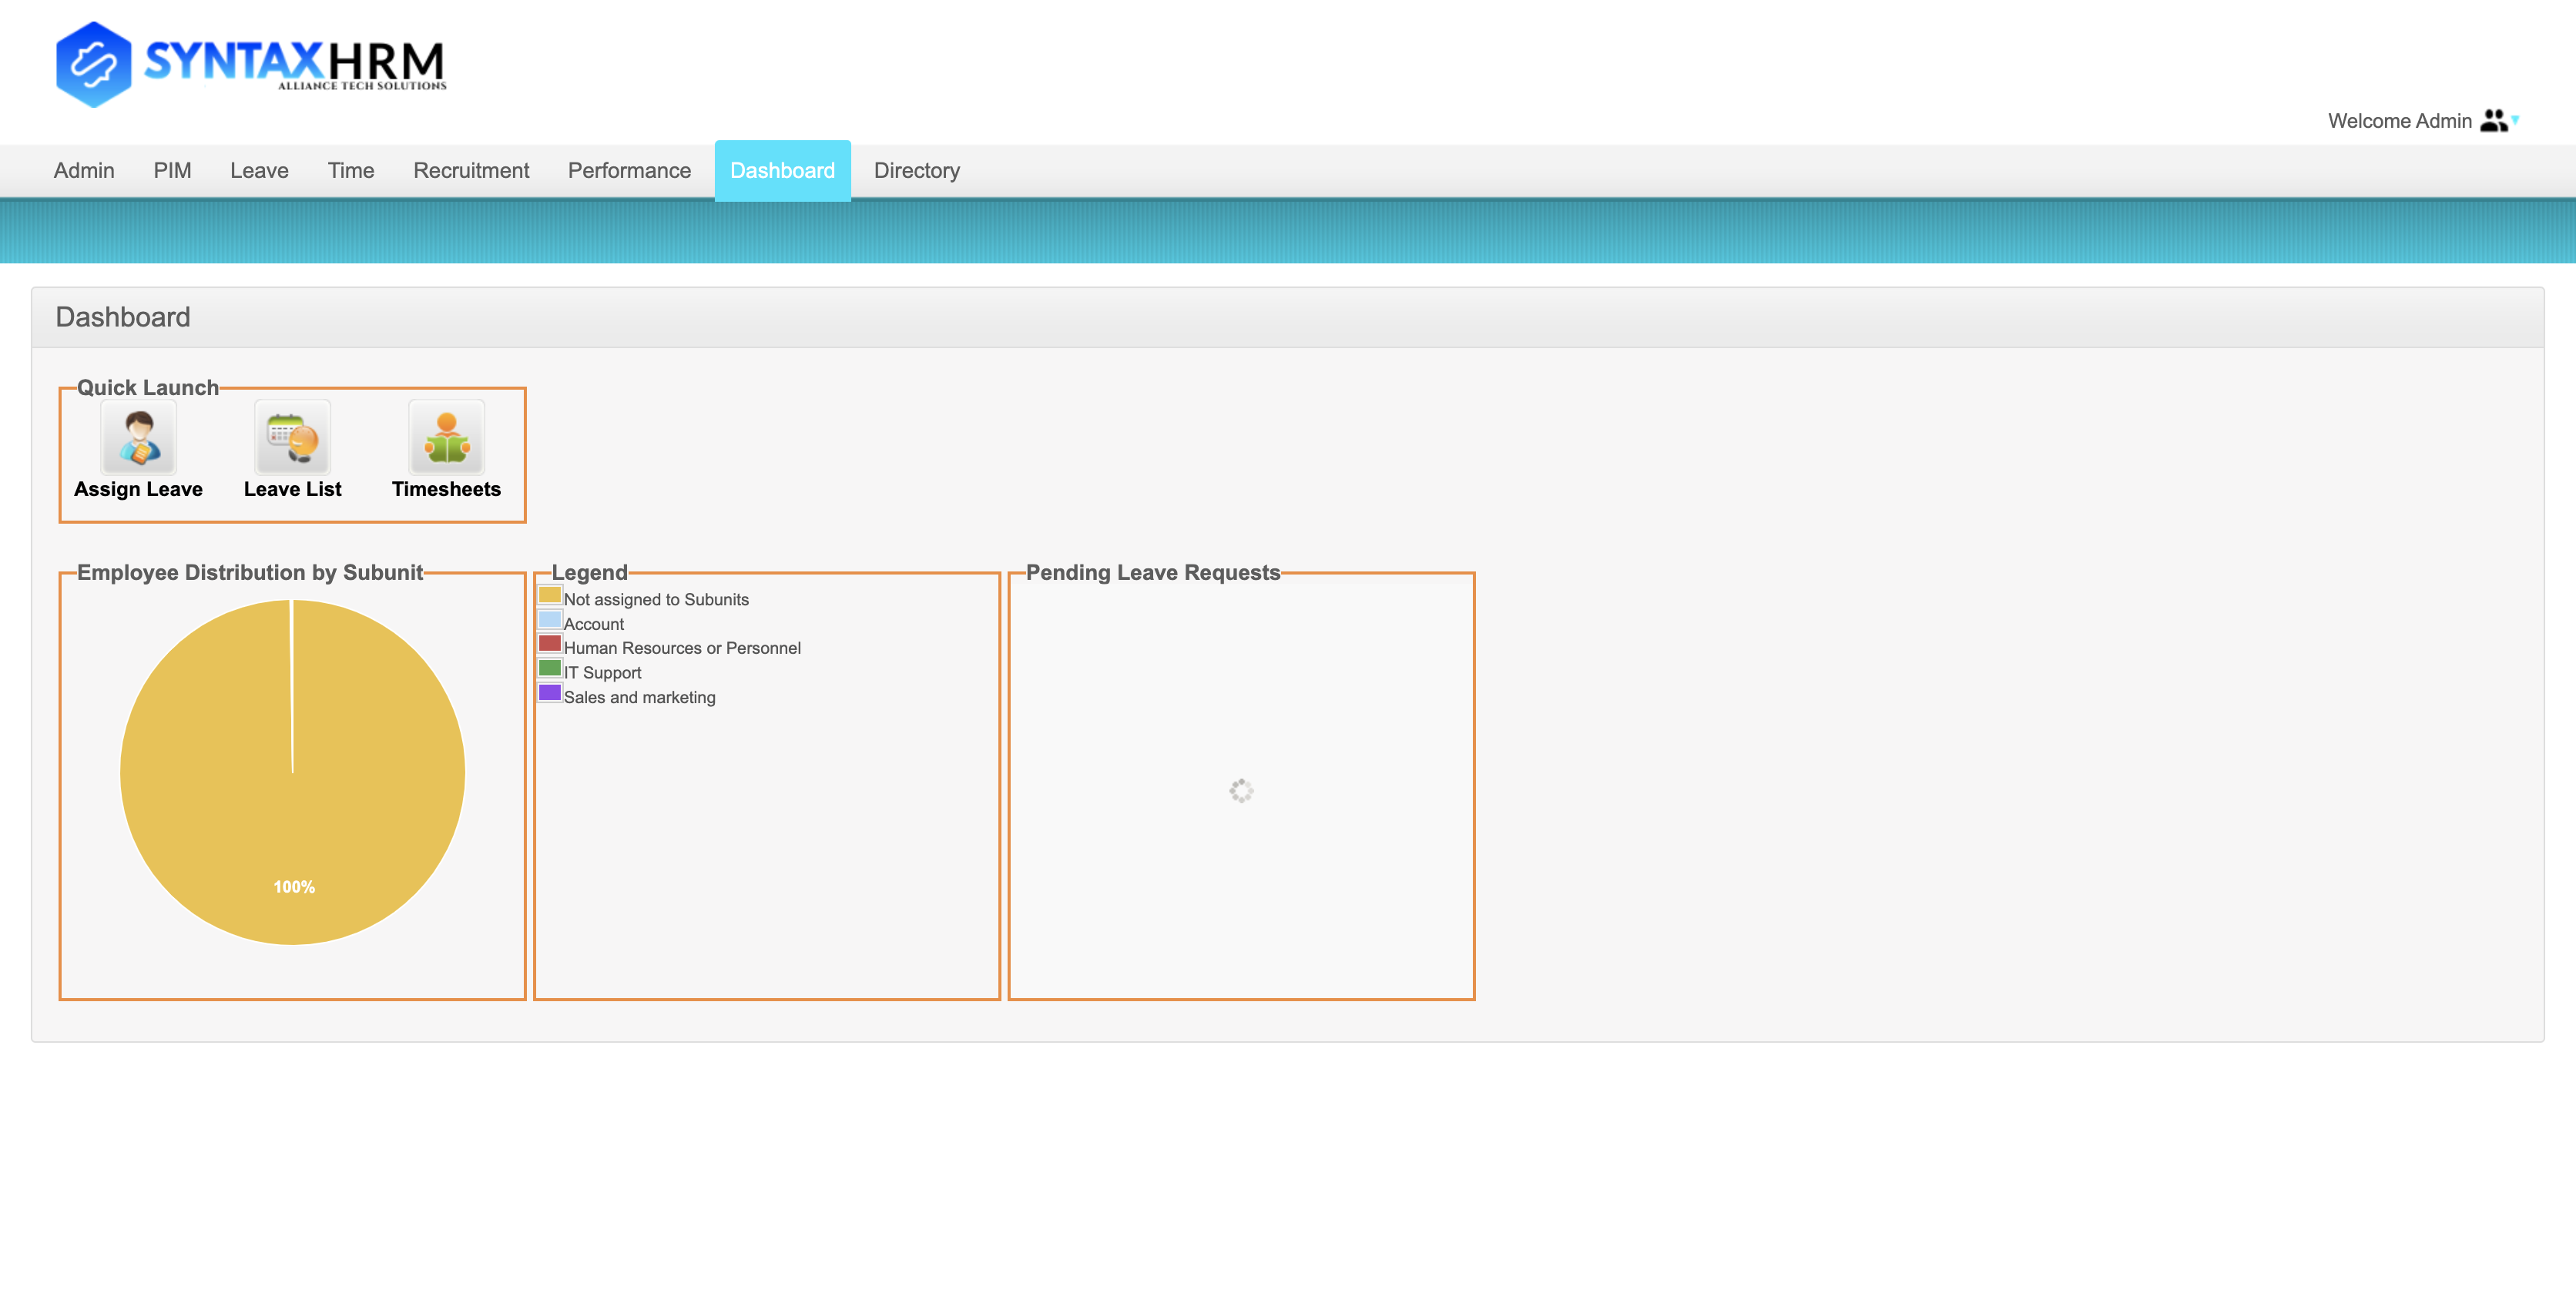 SYNTAXHRM
ALLIANCE TECH SOLUTIONS
Welcome Admin
Admin PIM Leave Time Recruitment Performance Dashboard Directory
Dashboard
Quick Launch
Assign Leave Leave List Timesheets
Employee Distribution by Subunit
100%
Legend
Not assigned to Subunits
Account
Human Resources or Personnel
IT Support
Sales and marketing
Pending Leave Requests